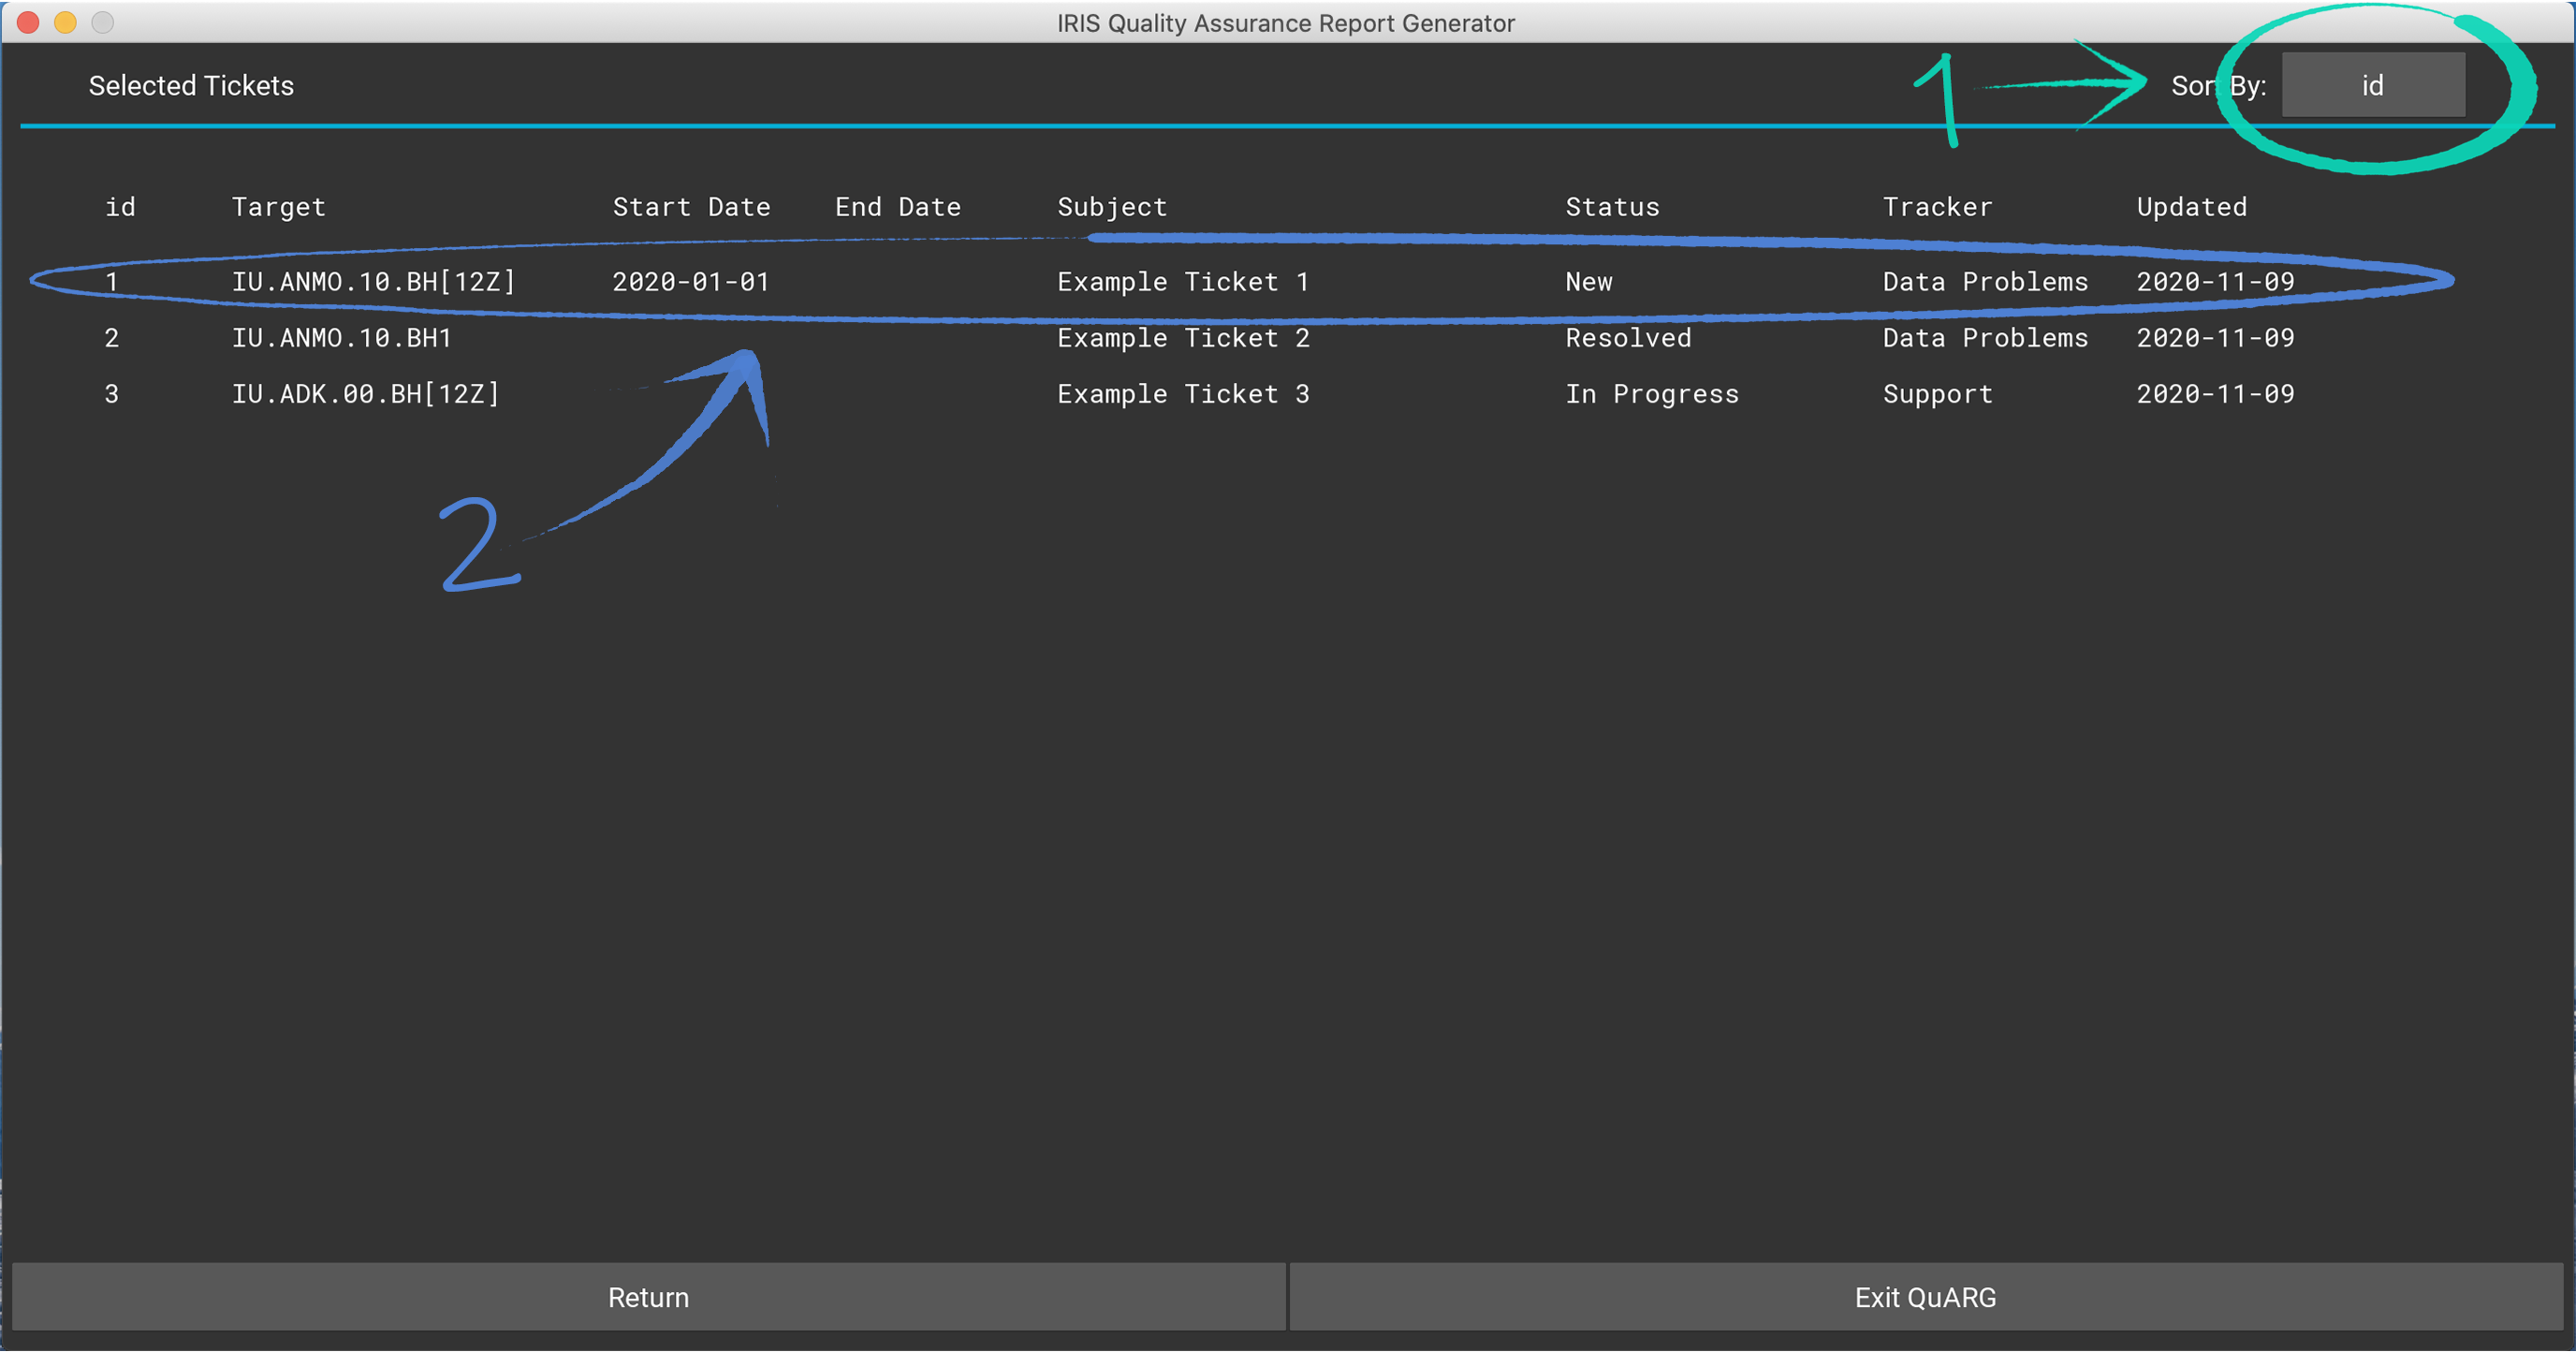 IRIS Quality Assurance Report Generator
Selected Tickets 1 Sort By: id
id Target Start Date End Date Subject Status Tracker Updated
1 IU.ANMO.10.BH[12Z] 2020-01-01 Example Ticket 1 New Data Problems 2020-11-09
2 IU.ANMO.10.BH1 Example Ticket 2 Resolved Data Problems 2020-11-09
3 IU.ADK.00.BH[12Z] Example Ticket 3 In Progress Support 2020-11-09
2
Return Exit QuARG